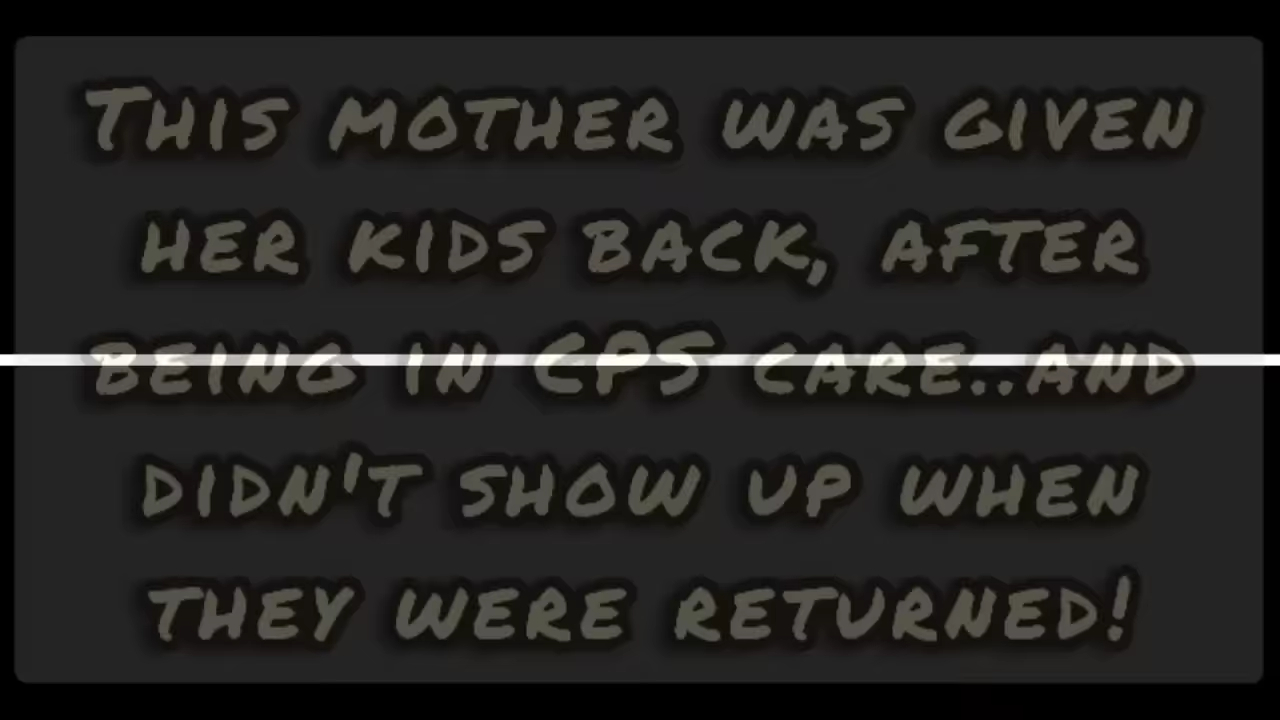 This mother was given
her kids back, after
being in CPS care..and
didn't show up when
they were returned!